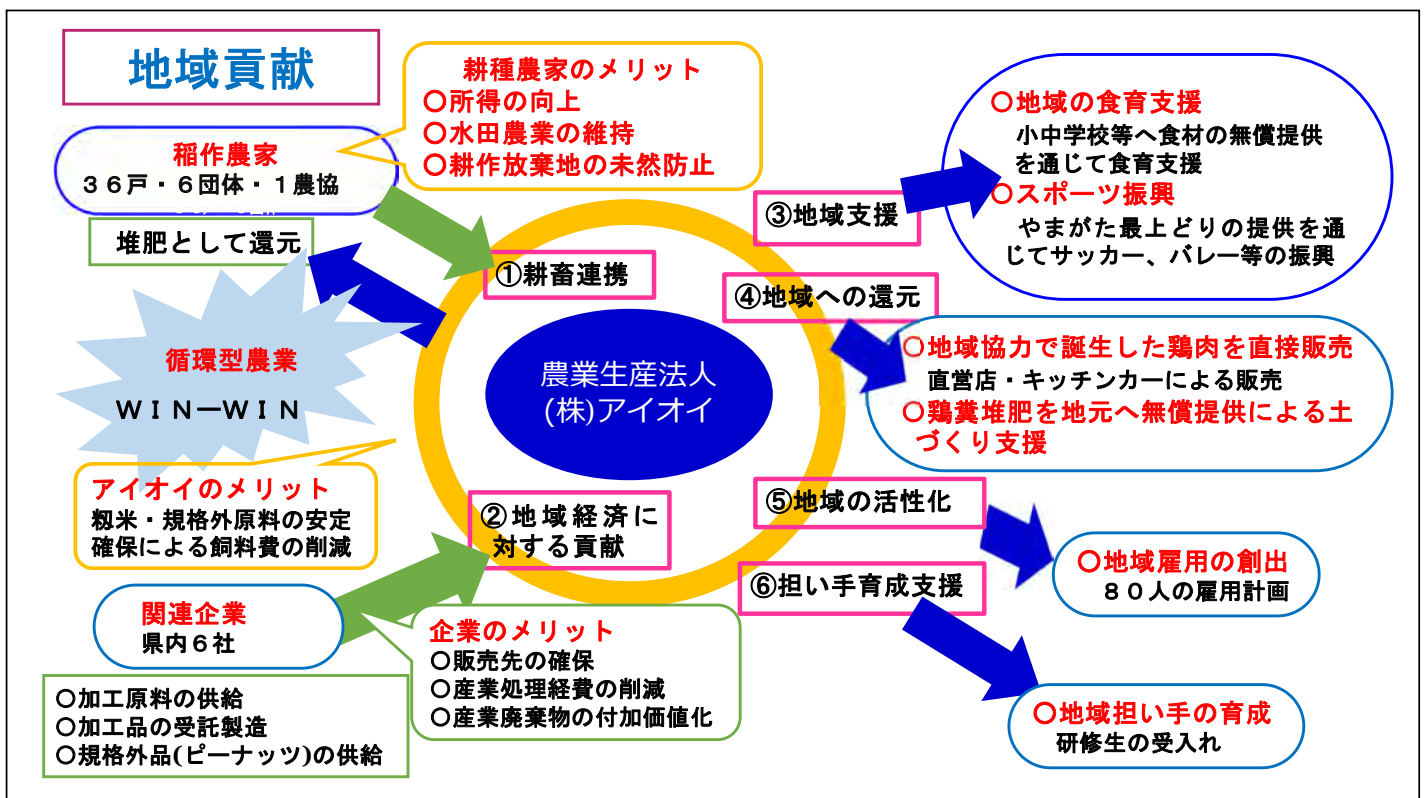 地域貢献
耕種農家のメリット
〇所得の向上
〇水田農業の維持
〇耕作放棄地の未然防止
稲作農家
３６戸・６団体・１農協
堆肥として還元
①耕畜連携
循環型農業
ＷＩＮーＷＩＮ
農業生産法人
(株)アイオイ
アイオイのメリット
籾米・規格外原料の安定
確保による飼料費の削減
②地域経済に
対する貢献
関連企業
県内６社
〇加工原料の供給
〇加工品の受託製造
〇規格外品(ピーナッツ)の供給
企業のメリット
〇販売先の確保
〇産業処理経費の削減
〇産業廃棄物の付加価値化
③地域支援
〇地域の食育支援
小中学校等へ食材の無償提供
を通じて食育支援
〇スポーツ振興
やまがた最上どりの提供を通
じてサッカー、バレー等の振興
④地域への還元
〇地域協力で誕生した鶏肉を直接販売
直営店・キッチンカーによる販売
〇鶏糞堆肥を地元へ無償提供による土
づくり支援
⑤地域の活性化
〇地域雇用の創出
８０人の雇用計画
⑥担い手育成支援
〇地域担い手の育成
研修生の受入れ